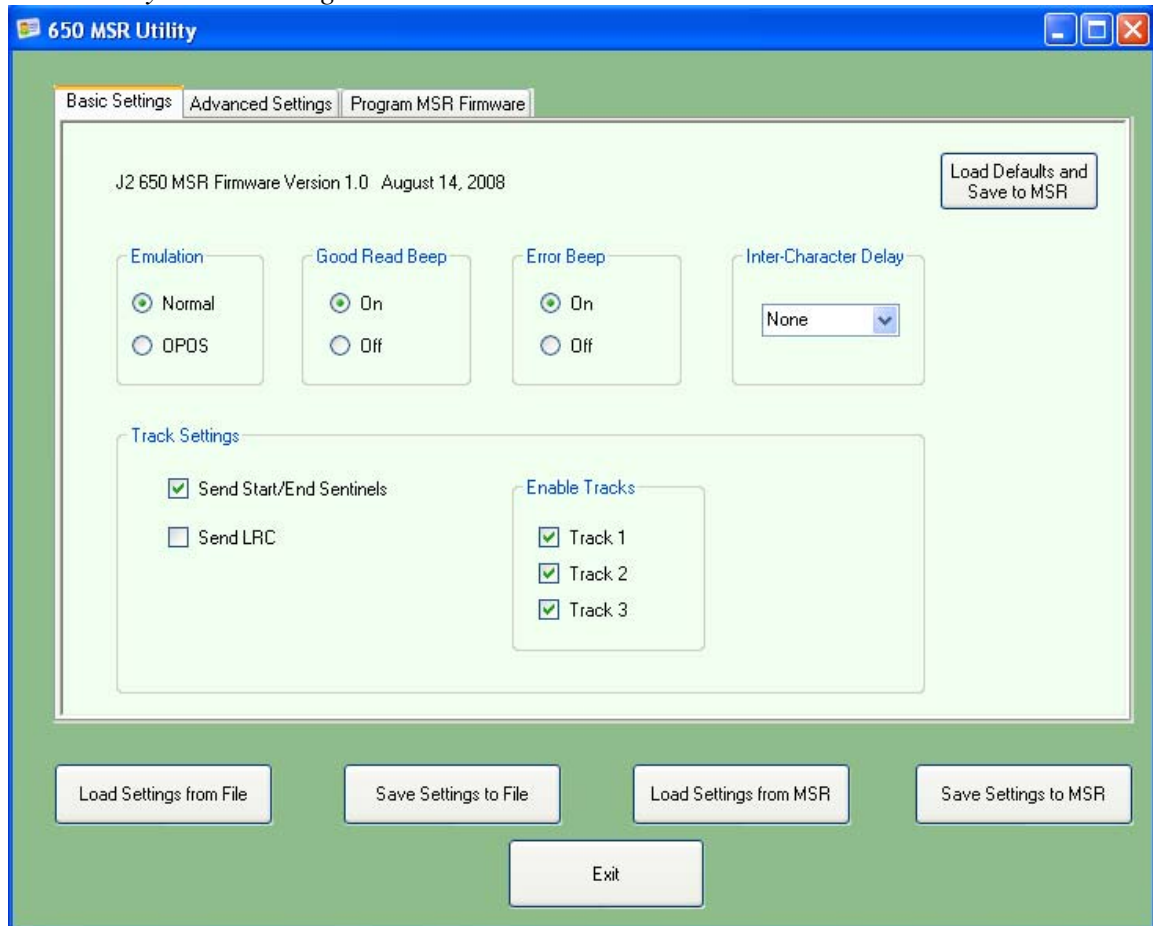 650 MSR Utility
Basic Settings Advanced Settings Program MSR Firmware
J2 650 MSR Firmware Version 1.0 August 14, 2008
Load Defaults and
Save to MSR
Emulation
Normal
OPOS
Good Read Beep
On
Off
Error Beep
On
Off
Inter-Character Delay
None
Track Settings
Send Start/End Sentinels
Send LRC
Enable Tracks
Track 1
Track 2
Track 3
Load Settings from File
Save Settings to File
Load Settings from MSR
Save Settings to MSR
Exit